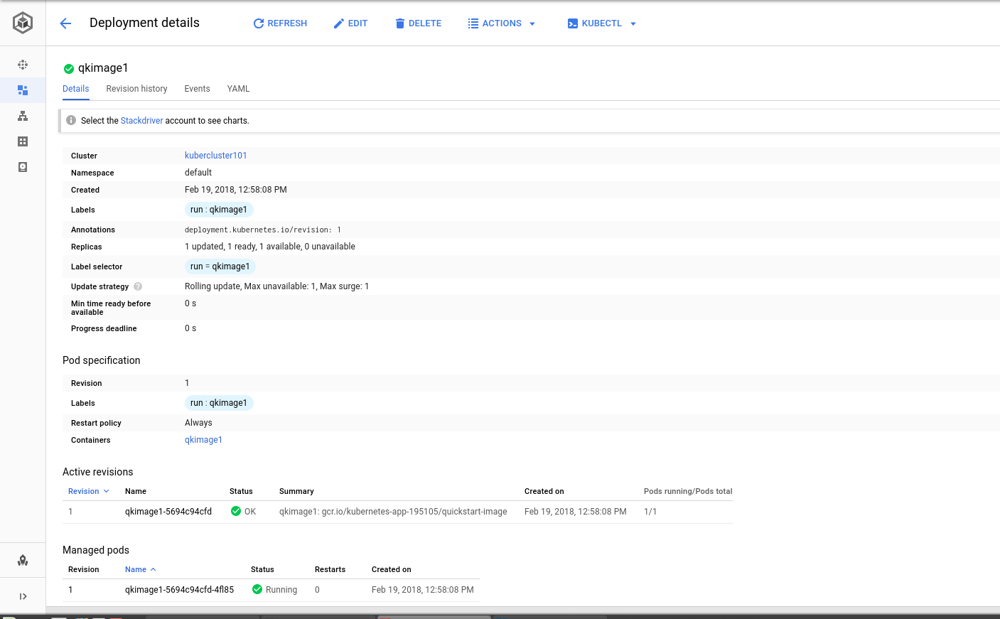 Deployment details REFRESH EDIT DELETE ACTIONS KUBECTL
qkimage1
Details Revision history Events YAML
Select the Stackdriver account to see charts.
Cluster kubercluster101
Namespace default
Created Feb 19, 2018, 12:58:08 PM
Labels run : qkimage1
Annotations deployment.kubernetes.io/revision: 1
Replicas 1 updated, 1 ready, 1 available, 0 unavailable
Label selector run = qkimage1
Update strategy ? Rolling update, Max unavailable: 1, Max surge: 1
Min time ready before 0 s
available
Progress deadline 0 s
Pod specification
Revision 1
Labels run : qkimage1
Restart policy Always
Containers qkimage1
Active revisions
Revision Name Status Summary Created on Pods running/Pods total
1 qkimage1-5694c94cfd OK qkimage1: gcr.io/kubernetes-app-195105/quickstart-image Feb 19, 2018, 12:58:08 PM 1/1
Managed pods
Revision Name Status Restarts Created on
1 qkimage1-5694c94cfd-4fl85 Running 0 Feb 19, 2018, 12:58:08 PM